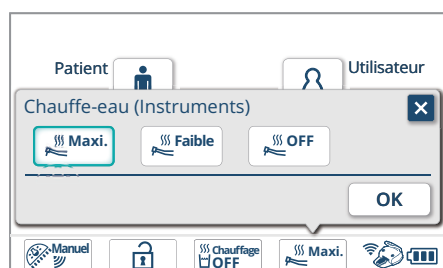 Patient Utilisateur
Chauffe-eau (Instruments)
Maxi. Faible OFF
OK
Manuel Chauffage OFF Maxi.